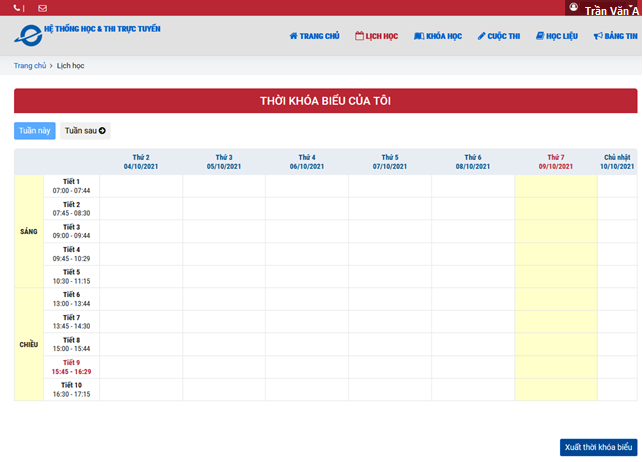 Trần Văn A
HỆ THỐNG HỌC & THI TRỰC TUYẾN
TRANG CHỦ LỊCH HỌC KHÓA HỌC CUỘC THI HỌC LIỆU BẢNG TIN
Trang chủ > Lịch học
THỜI KHÓA BIỂU CỦA TÔI
Tuần này Tuần sau
Thứ 2 Thứ 3 Thứ 4 Thứ 5 Thứ 6 Thứ 7 Chủ nhật
04/10/2021 05/10/2021 06/10/2021 07/10/2021 08/10/2021 09/10/2021 10/10/2021
SÁNG
Tiết 1
07:00 - 07:44
Tiết 2
07:45 - 08:30
Tiết 3
09:00 - 09:44
Tiết 4
09:45 - 10:29
Tiết 5
10:30 - 11:15
CHIỀU
Tiết 6
13:00 - 13:44
Tiết 7
13:45 - 14:30
Tiết 8
15:00 - 15:44
Tiết 9
15:45 - 16:29
Tiết 10
16:30 - 17:15
Xuất thời khóa biểu